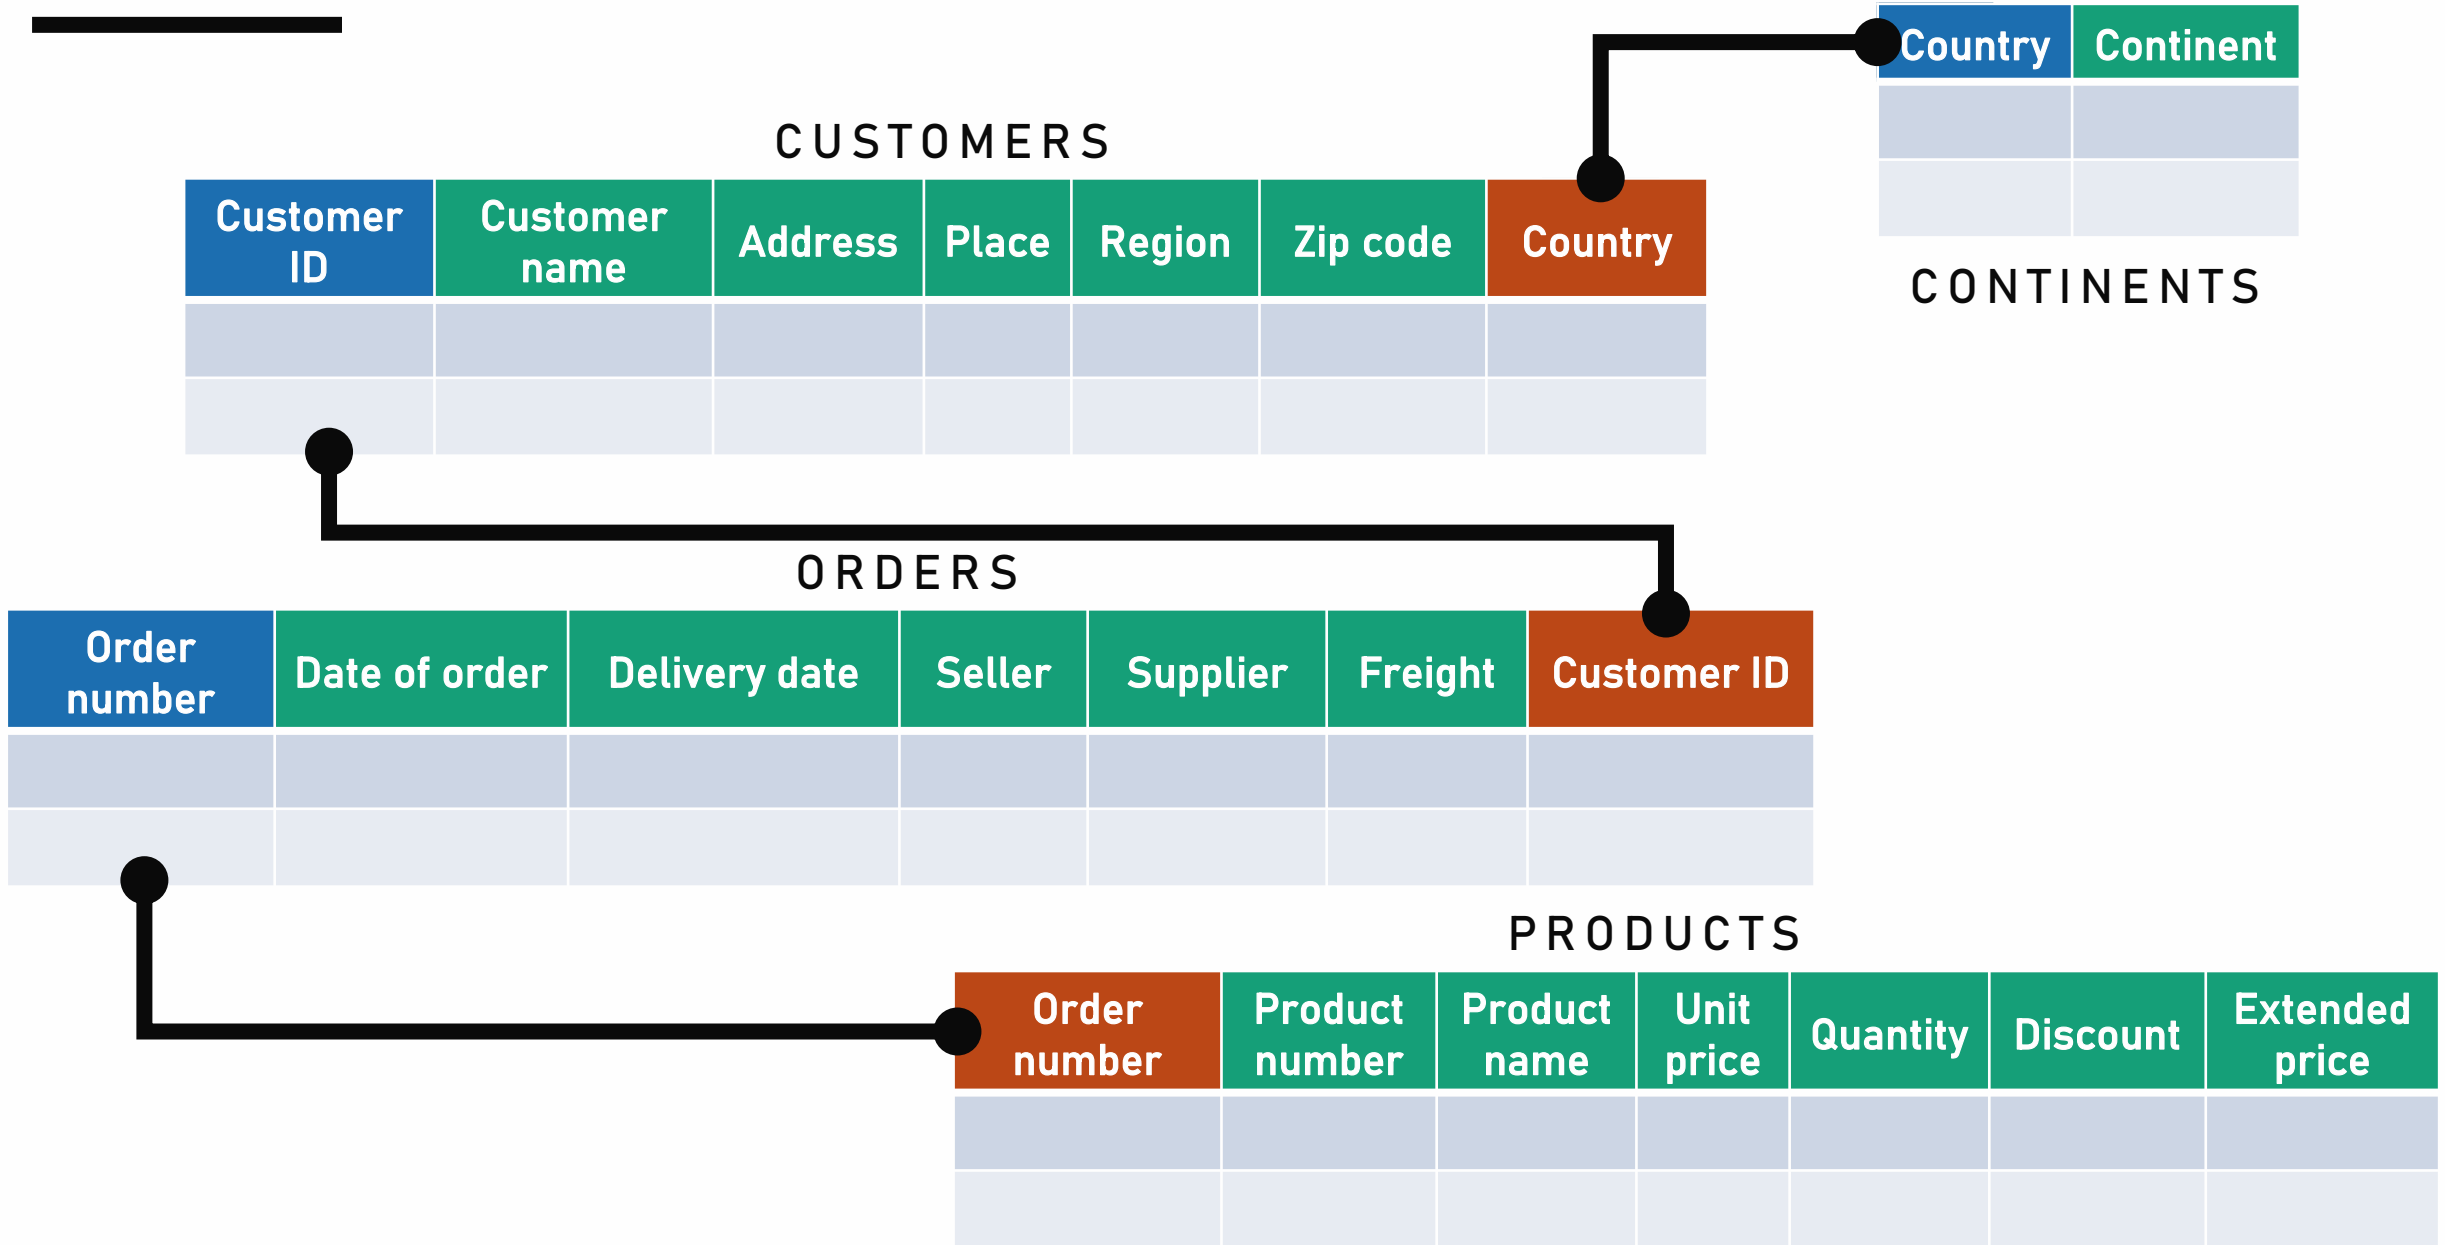 Country Continent
CUSTOMERS
Customer ID Customer name Address Place Region Zip code Country
CONTINENTS
ORDERS
Order number Date of order Delivery date Seller Supplier Freight Customer ID
PRODUCTS
Order number Product number Product name Unit price Quantity Discount Extended price